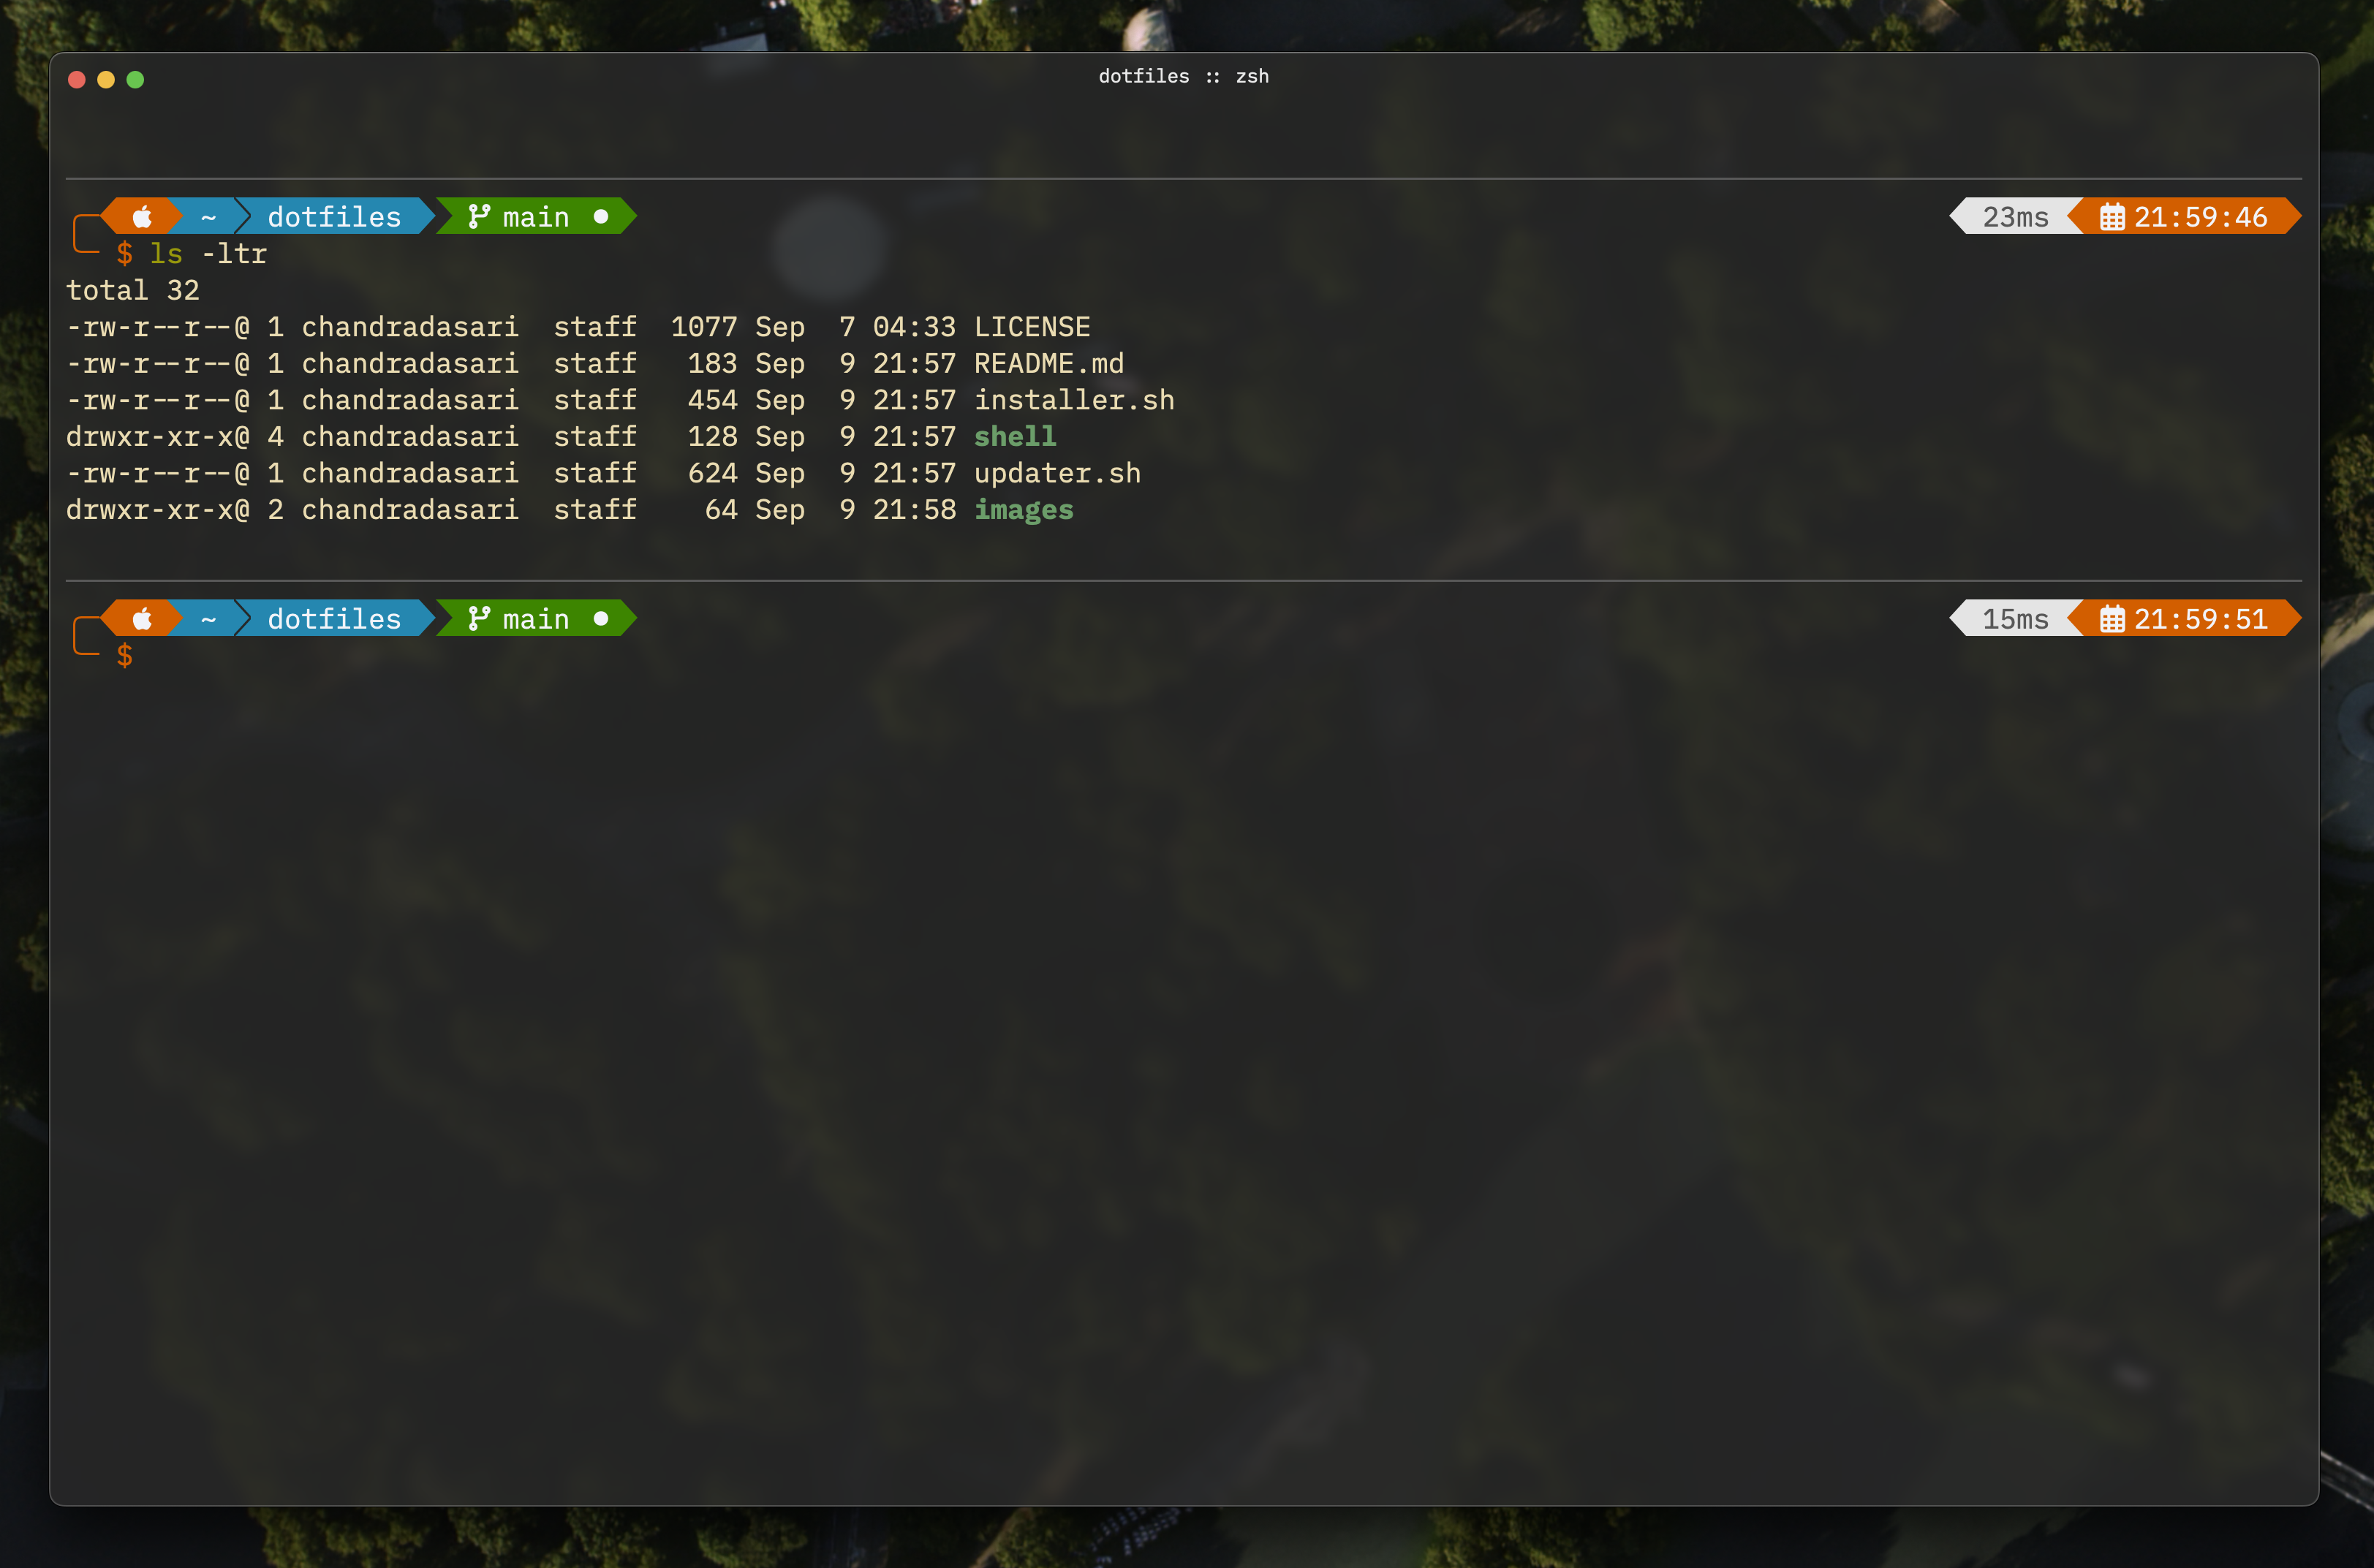 dotfiles :: zsh
~ dotfiles main ● 23ms 21:59:46
$ ls -ltr
total 32
-rw-r--r--@ 1 chandradasari  staff  1077 Sep  7 04:33 LICENSE
-rw-r--r--@ 1 chandradasari  staff   183 Sep  9 21:57 README.md
-rw-r--r--@ 1 chandradasari  staff   454 Sep  9 21:57 installer.sh
drwxr-xr-x@ 4 chandradasari  staff   128 Sep  9 21:57 shell
-rw-r--r--@ 1 chandradasari  staff   624 Sep  9 21:57 updater.sh
drwxr-xr-x@ 2 chandradasari  staff    64 Sep  9 21:58 images
~ dotfiles main ● 15ms 21:59:51
$